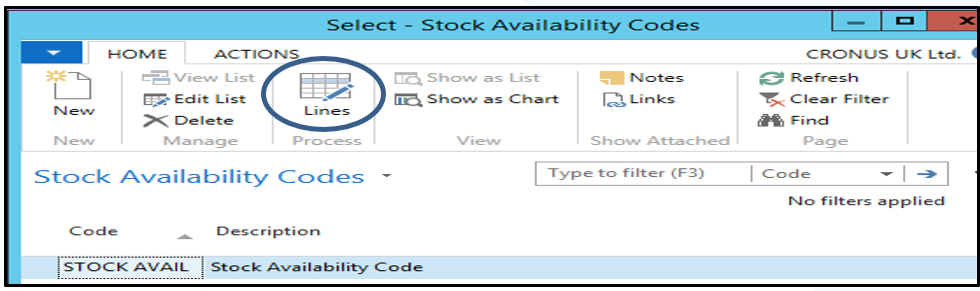 Select - Stock Availability Codes
HOME ACTIONS CRONUS UK Ltd.
New
View List
Edit List
Delete
Lines
Show as List
Show as Chart
Notes
Links
Refresh
Clear Filter
Find
New Manage Process View Show Attached Page
Stock Availability Codes Type to filter (F3) Code
No filters applied
Code Description
STOCK AVAIL Stock Availability Code